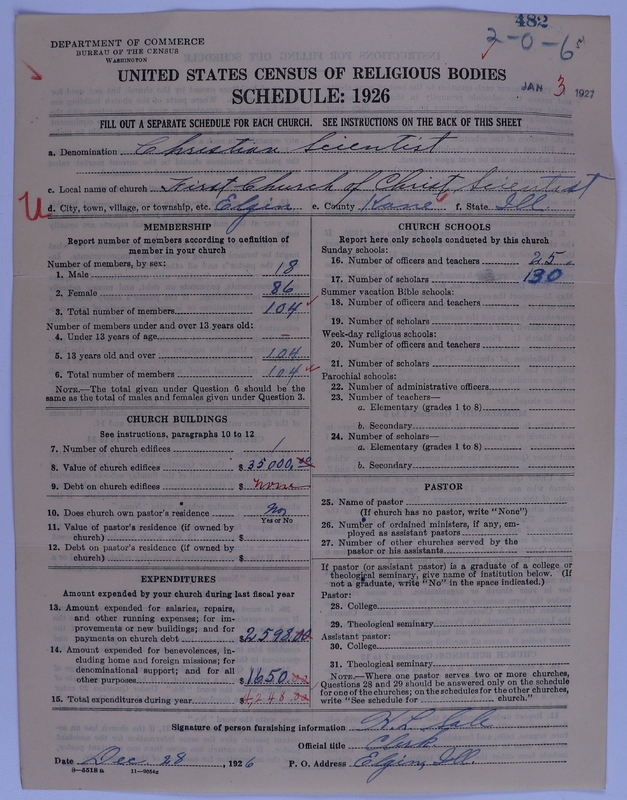 482
2-0-65
DEPARTMENT OF COMMERCE
BUREAU OF THE CENSUS
WASHINGTON
UNITED STATES CENSUS OF RELIGIOUS BODIES
SCHEDULE: 1926
JAN 3 1927
FILL OUT A SEPARATE SCHEDULE FOR EACH CHURCH. SEE INSTRUCTIONS ON THE BACK OF THIS SHEET
a. Denomination Christian Scientist
c. Local name of church First Church of Christ, Scientist
d. City, town, village, or township, etc. Elgin e. County Kane f. State Ill.
MEMBERSHIP
Report number of members according to definition of
member in your church
Number of members, by sex:
1. Male 18
2. Female 86
3. Total number of members 104
Number of members under and over 13 years old:
4. Under 13 years of age –
5. 13 years old and over 104
6. Total number of members 104
NOTE.—The total given under Question 6 should be the
same as the total of males and females given under Question 3.
CHURCH BUILDINGS
See instructions, paragraphs 10 to 12
7. Number of church edifices 1
8. Value of church edifices $35000.00
9. Debt on church edifices $ none
10. Does church own pastor's residence No
Yes or No
11. Value of pastor's residence (if owned by
church) $
12. Debt on pastor's residence (if owned by
church) $
EXPENDITURES
Amount expended by your church during last fiscal year
13. Amount expended for salaries, repairs,
and other running expenses; for im-
provements or new buildings; and for
payments on church debt $2598.00
14. Amount expended for benevolences, in-
cluding home and foreign missions; for
denominational support; and for all
other purposes $1650.00
15. Total expenditures during year $4248.00
CHURCH SCHOOLS
Report here only schools conducted by this church
Sunday schools:
16. Number of officers and teachers 25
17. Number of scholars 130
Summer vacation Bible schools:
18. Number of officers and teachers
19. Number of scholars
Week-day religious schools:
20. Number of officers and teachers
21. Number of scholars
Parochial schools:
22. Number of administrative officers
23. Number of teachers—
a. Elementary (grades 1 to 8)
b. Secondary
24. Number of scholars—
a. Elementary (grades 1 to 8)
b. Secondary
PASTOR
25. Name of pastor
(If church has no pastor, write "None")
26. Number of ordained ministers, if any, em-
ployed as assistant pastors
27. Number of other churches served by the
pastor or his assistants
If pastor (or assistant pastor) is a graduate of a college or
theological seminary, give name of institution below. (If
not a graduate, write "No" in the space indicated.)
Pastor:
28. College
29. Theological seminary
Assistant pastor:
30. College
31. Theological seminary
NOTE.—Where one pastor serves two or more churches,
Questions 28 and 29 should be answered only on the schedule
for one of the churches; on the schedules for the other churches,
write "See schedule for church."
Signature of person furnishing information H. L.
Official title Clerk
Date Dec 28, 1926 P. O. Address Elgin, Ill.
9-5518 a 11-9054a